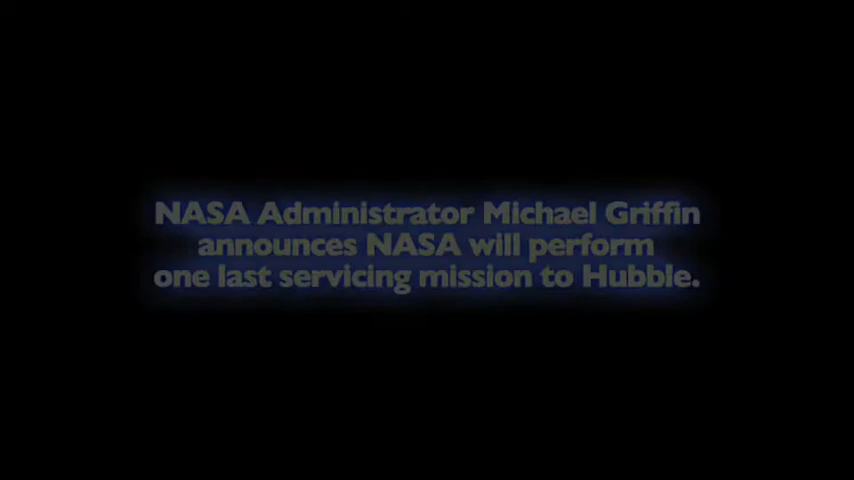 NASA Administrator Michael Griffin
announces NASA will perform
one last servicing mission to Hubble.